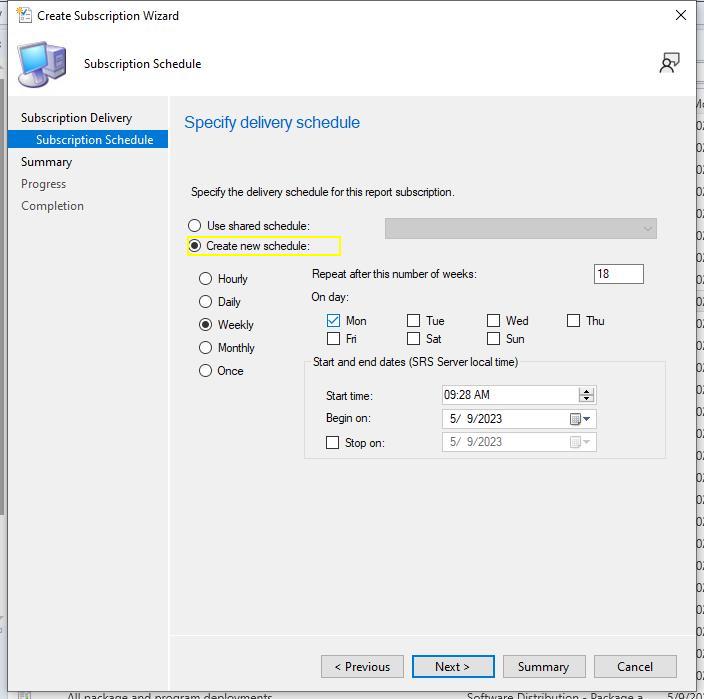 Create Subscription Wizard
Subscription Schedule
Subscription Delivery
Subscription Schedule
Summary
Progress
Completion
Specify delivery schedule
Specify the delivery schedule for this report subscription.
Use shared schedule:
Create new schedule:
Hourly
Daily
Weekly
Monthly
Once
Repeat after this number of weeks: 18
On day:
Mon Tue Wed Thu
Fri Sat Sun
Start and end dates (SRS Server local time)
Start time: 09:28 AM
Begin on: 5/ 9/2023
Stop on: 5/ 9/2023
< Previous Next > Summary Cancel
All package and program deployments Software Distribution - Package a 5/9/20